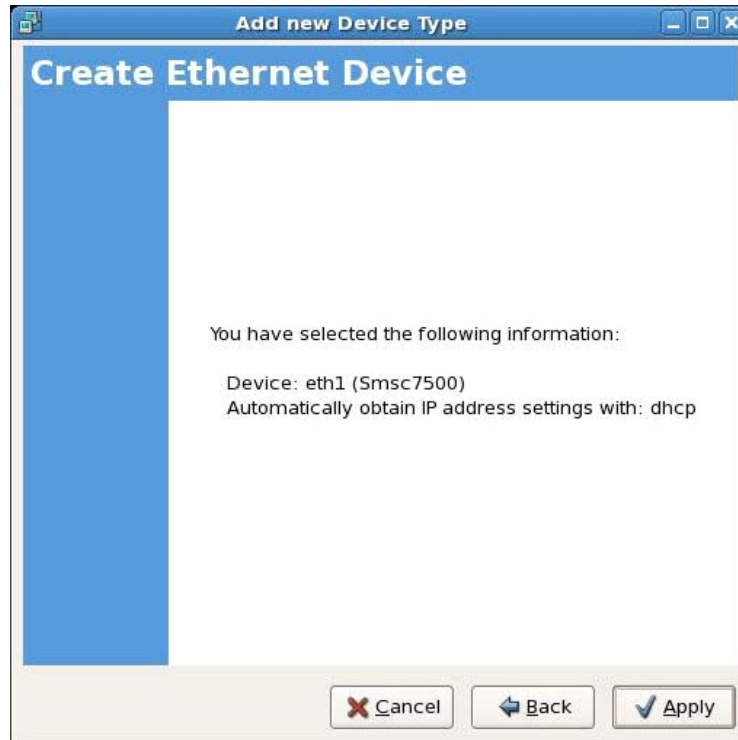 Add new Device Type
Create Ethernet Device
You have selected the following information:
Device: eth1 (Smsc7500)
Automatically obtain IP address settings with: dhcp
Cancel
Back
Apply